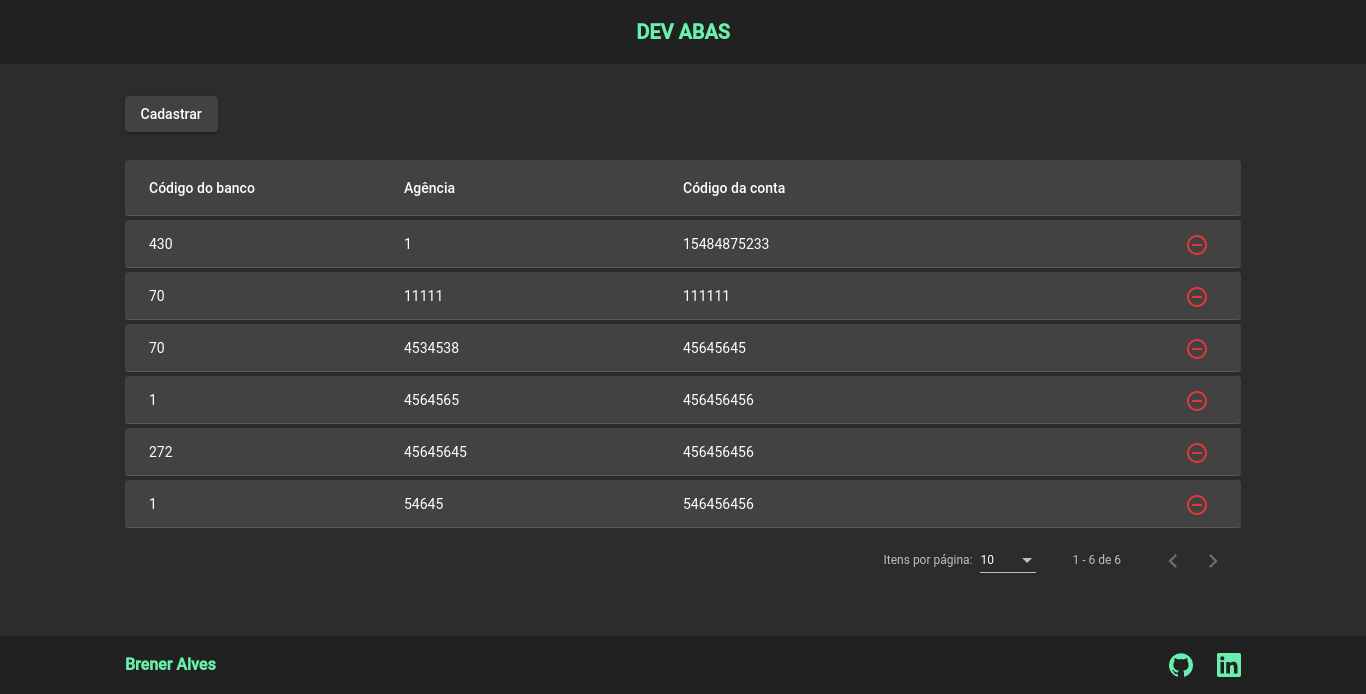 DEV ABAS
Cadastrar
Código do banco Agência Código da conta
430 1 15484875233
70 11111 111111
70 4534538 45645645
1 4564565 456456456
272 45645645 456456456
1 54645 546456456
Itens por página: 10 1 - 6 de 6
Brener Alves
in